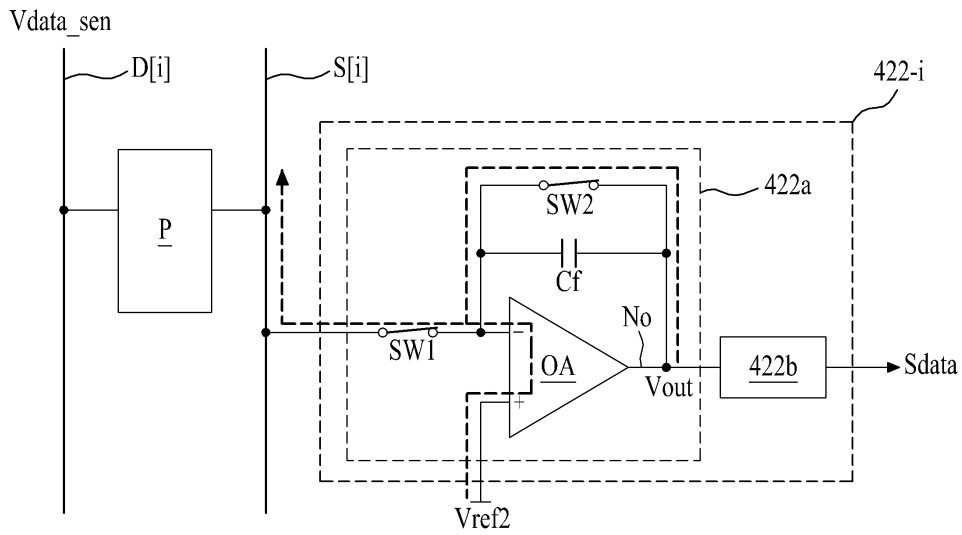 Vdata_sen
D[i]
S[i]
422-i
422a
SW2
P
Cf
SW1
−
OA
+
No
Vout
422b
Sdata
Vref2